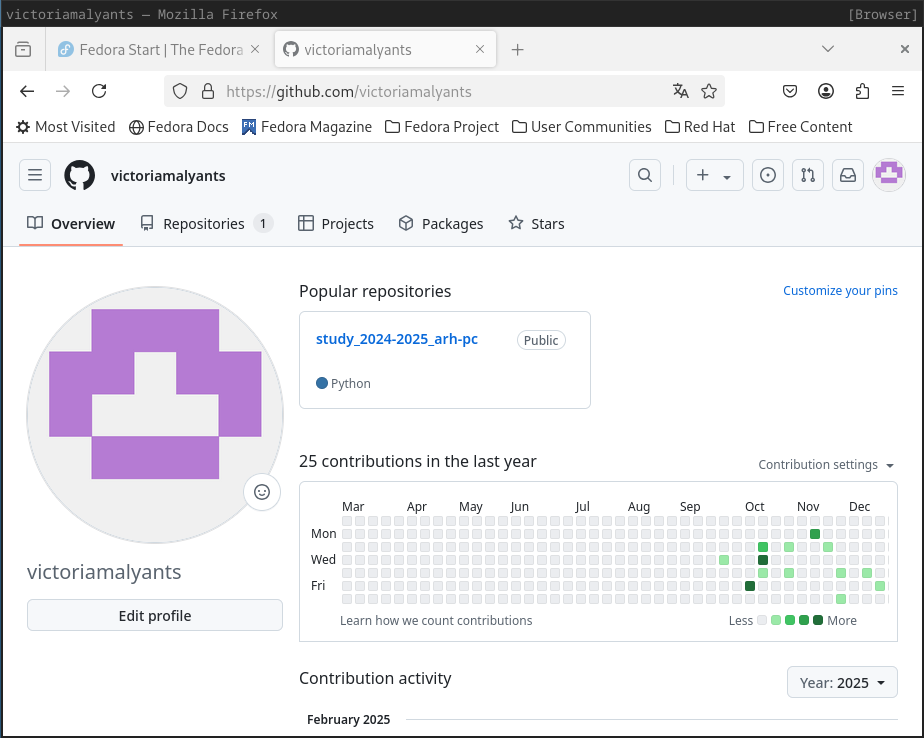 victoriamalyants — Mozilla Firefox [Browser]
Fedora Start | The Fedora victoriamalyants
https://github.com/victoriamalyants
Most Visited Fedora Docs Fedora Magazine Fedora Project User Communities Red Hat Free Content
victoriamalyants
Overview Repositories 1 Projects Packages Stars
Popular repositories Customize your pins
study_2024-2025_arh-pc Public
Python
25 contributions in the last year Contribution settings
Mar Apr May Jun Jul Aug Sep Oct Nov Dec
Mon
Wed
Fri
Learn how we count contributions Less More
victoriamalyants
Edit profile
Contribution activity Year: 2025
February 2025